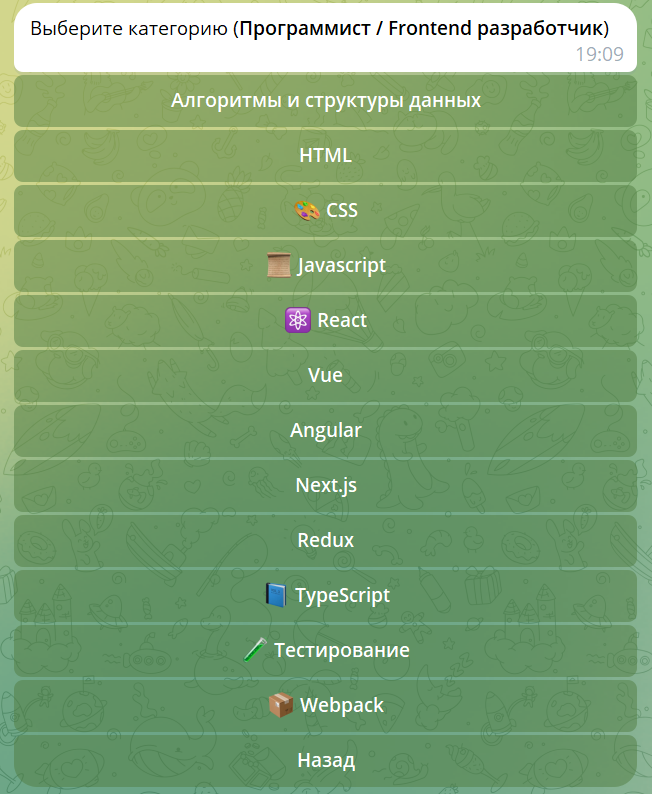 Выберите категорию (Программист / Frontend разработчик)
19:09
Алгоритмы и структуры данных
HTML
🎨 CSS
📜 Javascript
⚛️ React
Vue
Angular
Next.js
Redux
📘 TypeScript
🧪 Тестирование
📦 Webpack
Назад